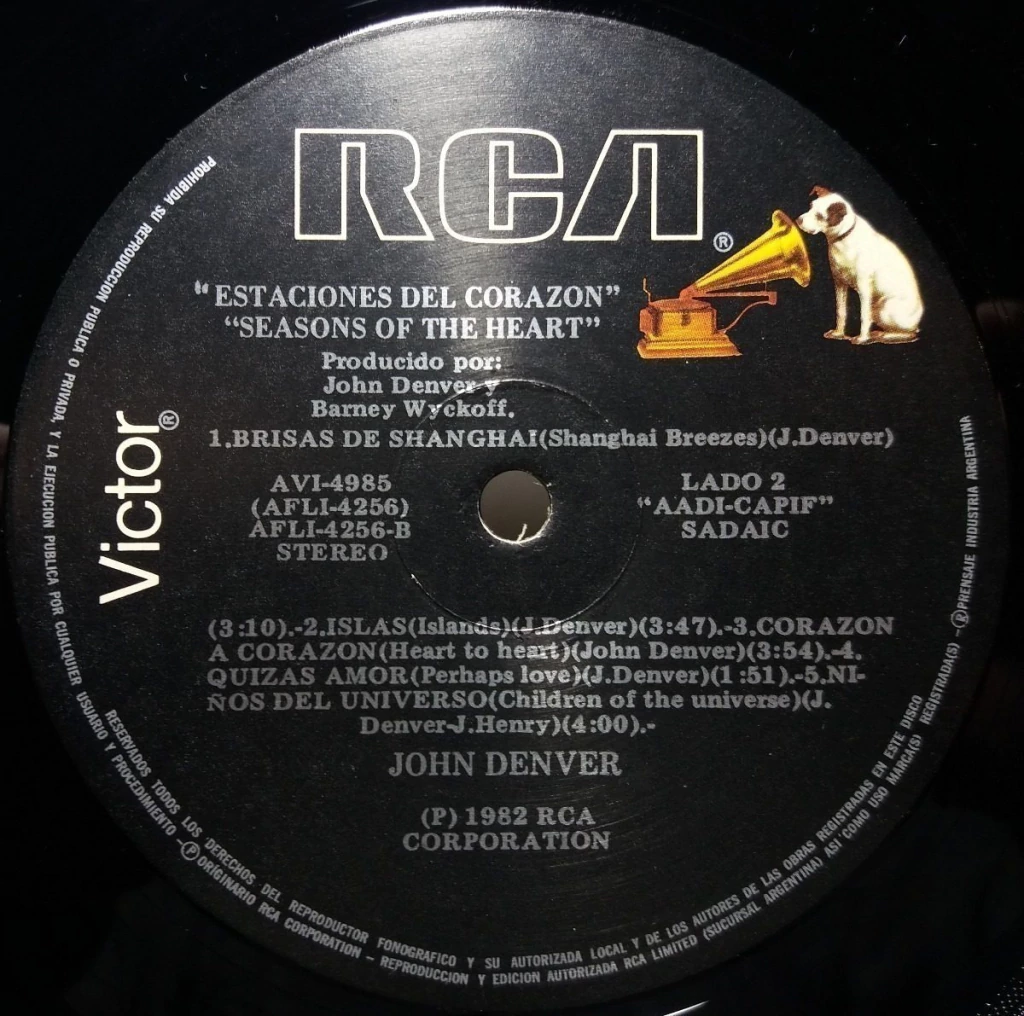 RCA®
"ESTACIONES DEL CORAZON"
"SEASONS OF THE HEART"
Producido por:
John Denver y
Barney Wyckoff.
1.BRISAS DE SHANGHAI(Shanghai Breezes)(J.Denver)
AVI-4985
(AFLI-4256)
AFLI-4256-B
STEREO
LADO 2
"AADI-CAPIF"
SADAIC
(3:10).-2.ISLAS(Islands)(J.Denver)(3:47).-3.CORAZON
A CORAZON(Heart to heart)(John Denver)(3:54).-4.
QUIZAS AMOR(Perhaps love)(J.Denver)(1:51).-5.NI-
ÑOS DEL UNIVERSO(Children of the universe)(J.
Denver-J.Henry)(4:00).-
JOHN DENVER
(P) 1982 RCA
CORPORATION
Victor®
PROHIBIDA SU REPRODUCCION PUBLICA O PRIVADA, Y LA EJECUCION PUBLICA POR CUALQUIER USUARIO Y PROCEDIMIENTO - ℗ ORIGINARIO RCA CORPORATION - REPRODUCCION Y EDICION AUTORIZADA RCA LIMITED (SUCURSAL ARGENTINA) ASI COMO USO MARCA(S) REGISTRADA(S) - ℗ PRENSAJE INDUSTRIA ARGENTINA
RESERVADOS TODOS LOS DERECHOS DEL REPRODUCTOR FONOGRAFICO Y SU AUTORIZADA LOCAL Y DE LOS AUTORES DE LAS OBRAS REGISTRADAS EN ESTE DISCO